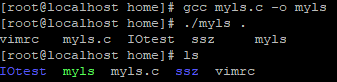 [root@localhost home]# gcc myls.c -o myls
[root@localhost home]# ./myls .
vimrc   myls.c  IOtest  ssz     myls
[root@localhost home]# ls
IOtest  myls  myls.c  ssz  vimrc